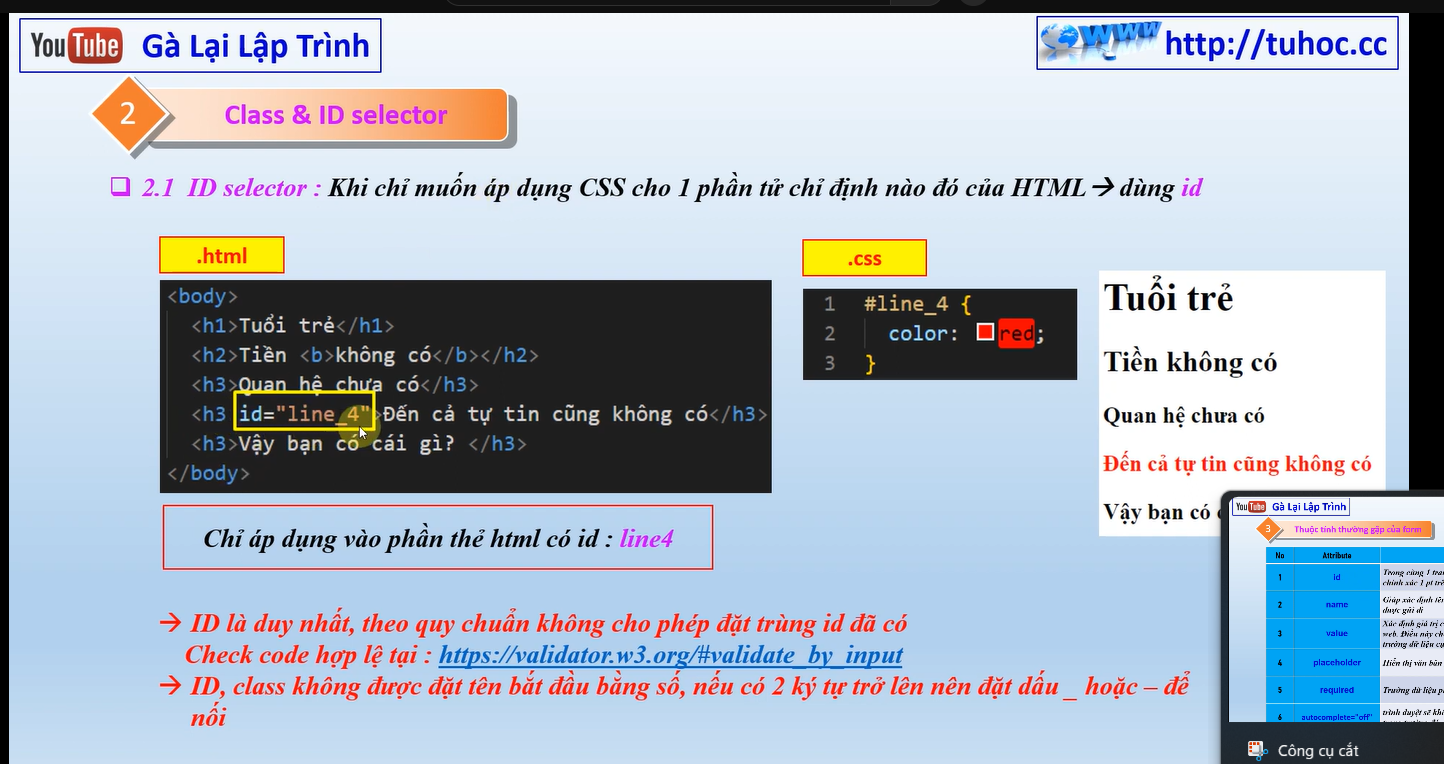 YouTube Gà Lại Lập Trình
www http://tuhoc.cc
2 Class & ID selector
2.1 ID selector : Khi chỉ muốn áp dụng CSS cho 1 phần tử chỉ định nào đó của HTML → dùng id
.html
<body>
<h1>Tuổi trẻ</h1>
<h2>Tiền <b>không có</b></h2>
<h3>Quan hệ chưa có</h3>
<h3 id="line_4">Đến cả tự tin cũng không có</h3>
<h3>Vậy bạn có cái gì? </h3>
</body>
.css
1 #line_4 {
2 color: red;
3 }
Tuổi trẻ
Tiền không có
Quan hệ chưa có
Đến cả tự tin cũng không có
Vậy bạn có
Chỉ áp dụng vào phần thẻ html có id : line4
→ ID là duy nhất, theo quy chuẩn không cho phép đặt trùng id đã có
Check code hợp lệ tại : https://validator.w3.org/#validate_by_input
→ ID, class không được đặt tên bắt đầu bằng số, nếu có 2 ký tự trở lên nên đặt dấu _ hoặc – để
nối
YouTube Gà Lại Lập Trình
3 Thuộc tính thường gặp của form
No Attribute
1 id
Trong cùng 1
chính xác 1 pt
2 name
Giúp xác định
được gửi đi
3 value
Xác định giá trị
web. Điều này
trường dữ liệu
4 placeholder Hiển thị văn bản
5 required Trường dữ liệu
6 autocomplete="off" trình duyệt sẽ
Công cụ cắt